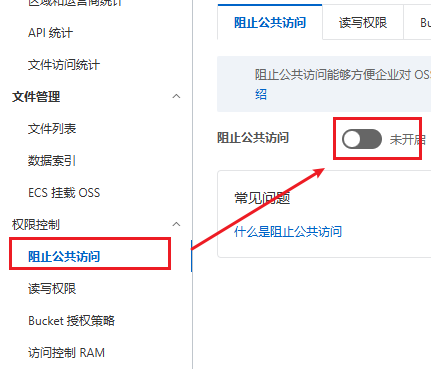 区域和运营商统计
API 统计
文件访问统计
文件管理
文件列表
数据索引
ECS 挂载 OSS
权限控制
阻止公共访问
读写权限
Bucket 授权策略
访问控制 RAM
阻止公共访问
读写权限
Bu
阻止公共访问能够方便企业对 OSS
绍
阻止公共访问
未开启
常见问题
什么是阻止公共访问